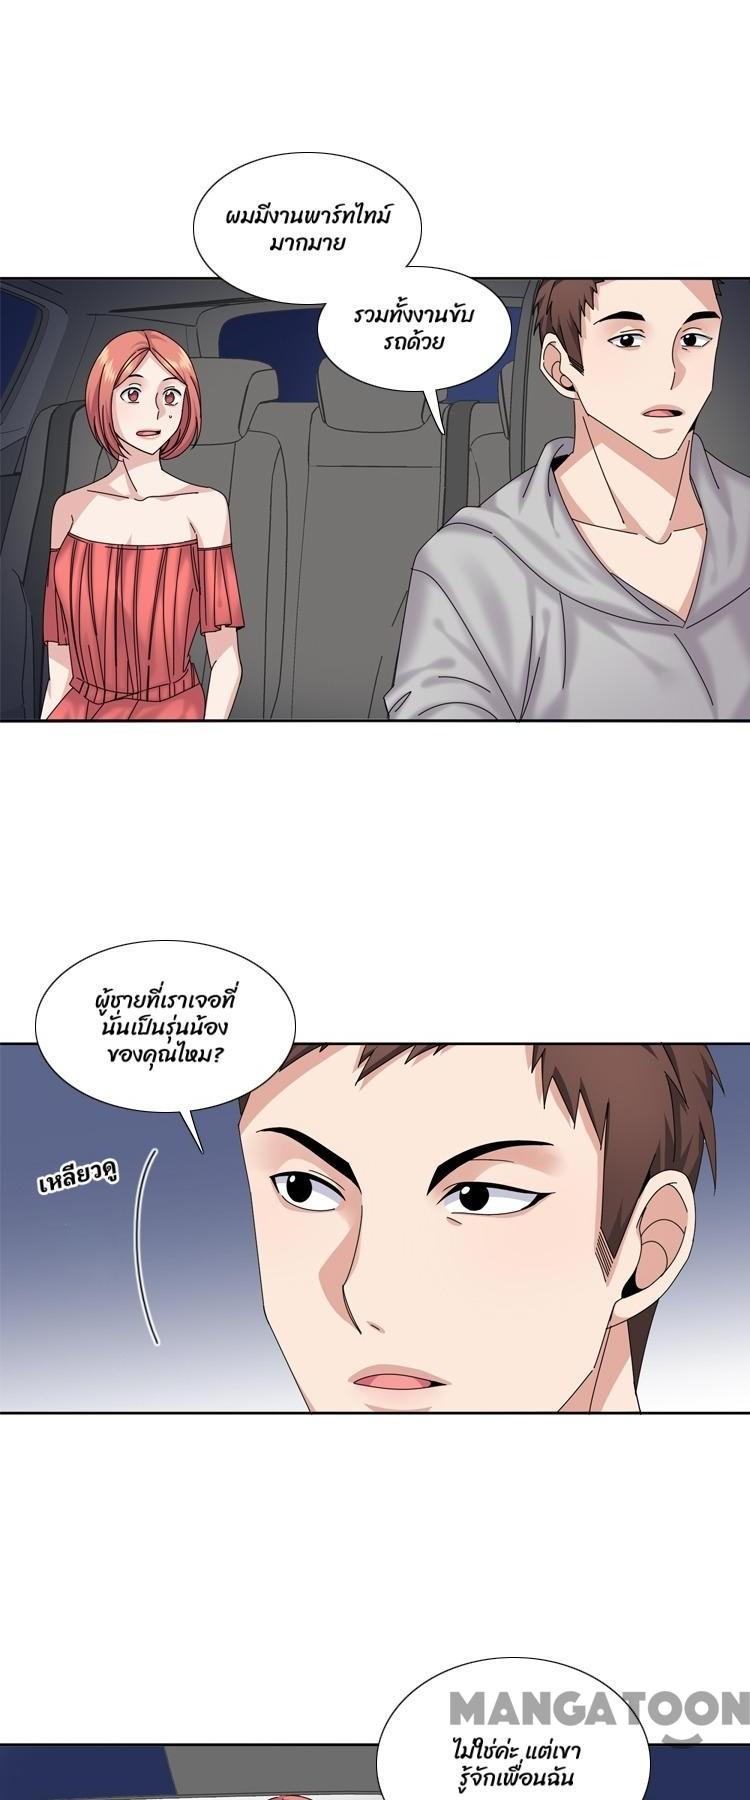 ผมมีงานพาร์ทไทม์
มากมาย
รวมทั้งงานขับ
รถด้วย
ผู้ชายที่เราเจอที่
นั่นเป็นรุ่นน้อง
ของคุณไหม?
เหลียวดู
MANGATOON
ไม่ใช่ค่ะ แต่เขา
รู้จักเพื่อนฉัน